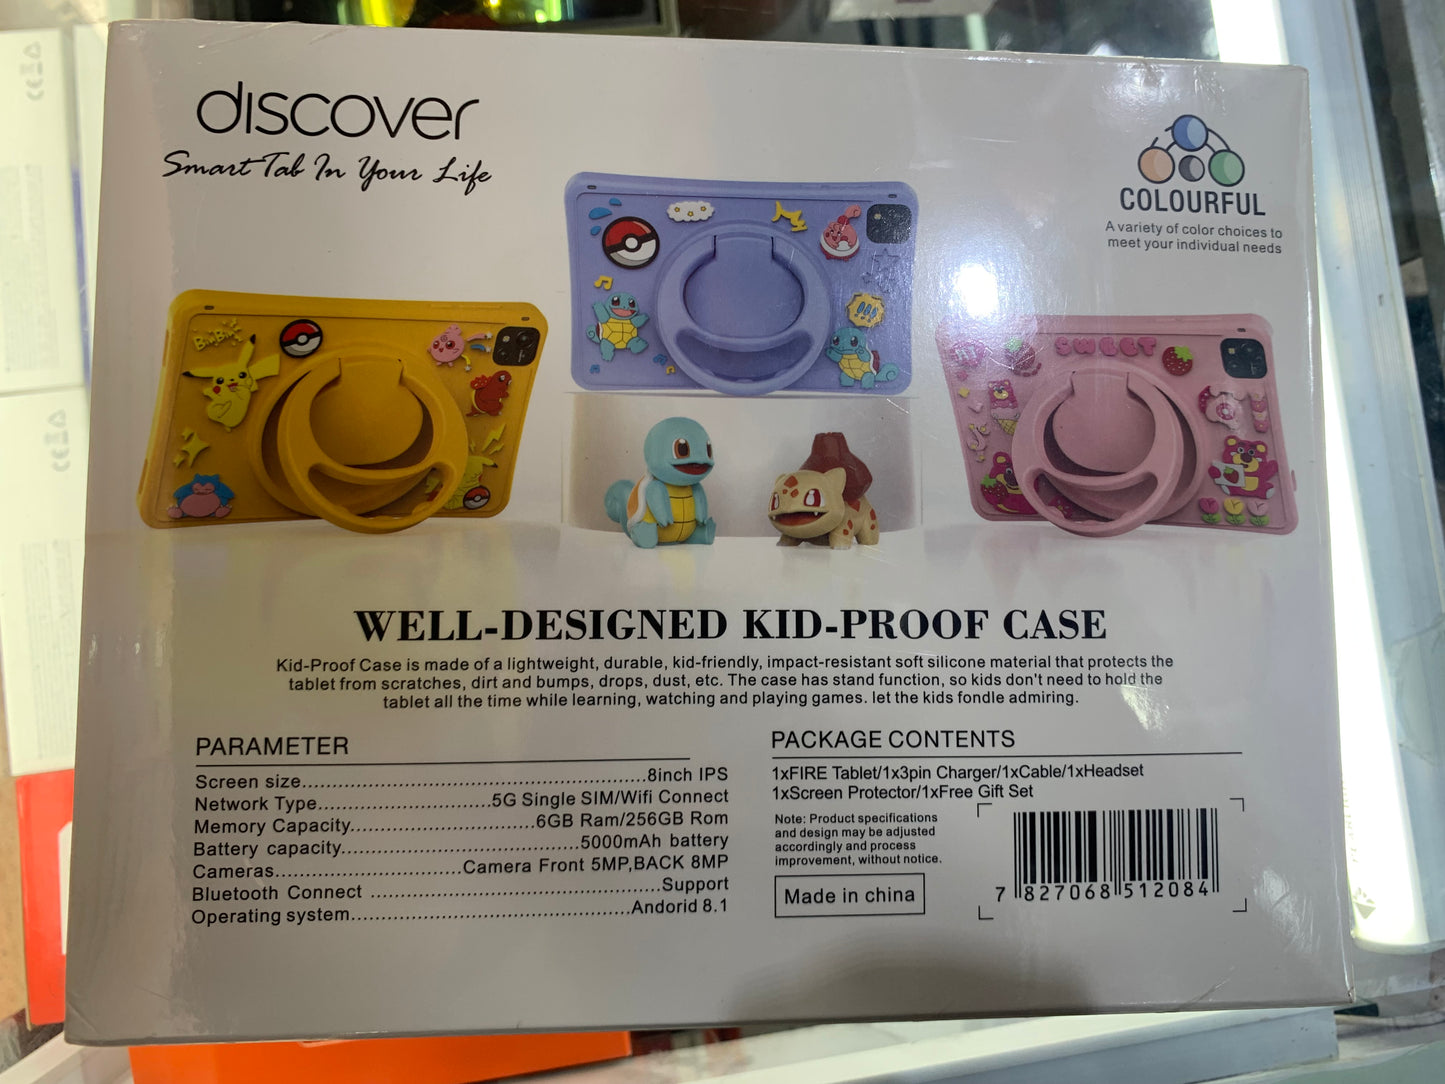 discover
Smart Tab In Your Life
COLOURFUL
A variety of color choices to
meet your individual needs
SWEET
WELL-DESIGNED KID-PROOF CASE
Kid-Proof Case is made of a lightweight, durable, kid-friendly, impact-resistant soft silicone material that protects the
tablet from scratches, dirt and bumps, drops, dust, etc. The case has stand function, so kids don't need to hold the
tablet all the time while learning, watching and playing games. let the kids fondle admiring.
PARAMETER
Screen size..........................................8inch IPS
Network Type.....................5G Single SIM/Wifi Connect
Memory Capacity......................6GB Ram/256GB Rom
Battery capacity............................5000mAh battery
Cameras.......................Camera Front 5MP,BACK 8MP
Bluetooth Connect ...................................Support
Operating system..................................Andorid 8.1
PACKAGE CONTENTS
1xFIRE Tablet/1x3pin Charger/1xCable/1xHeadset
1xScreen Protector/1xFree Gift Set
Note: Product specifications
and design may be adjusted
accordingly and process
improvement, without notice.
Made in china
7 827068 512084